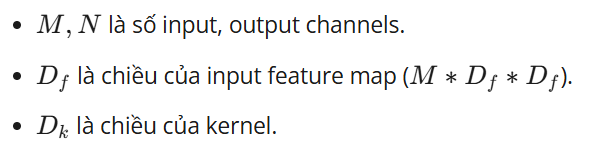 • M, N là số input, output channels.
• D_f là chiều của input feature map (M ∗ D_f ∗ D_f).
• D_k là chiều của kernel.